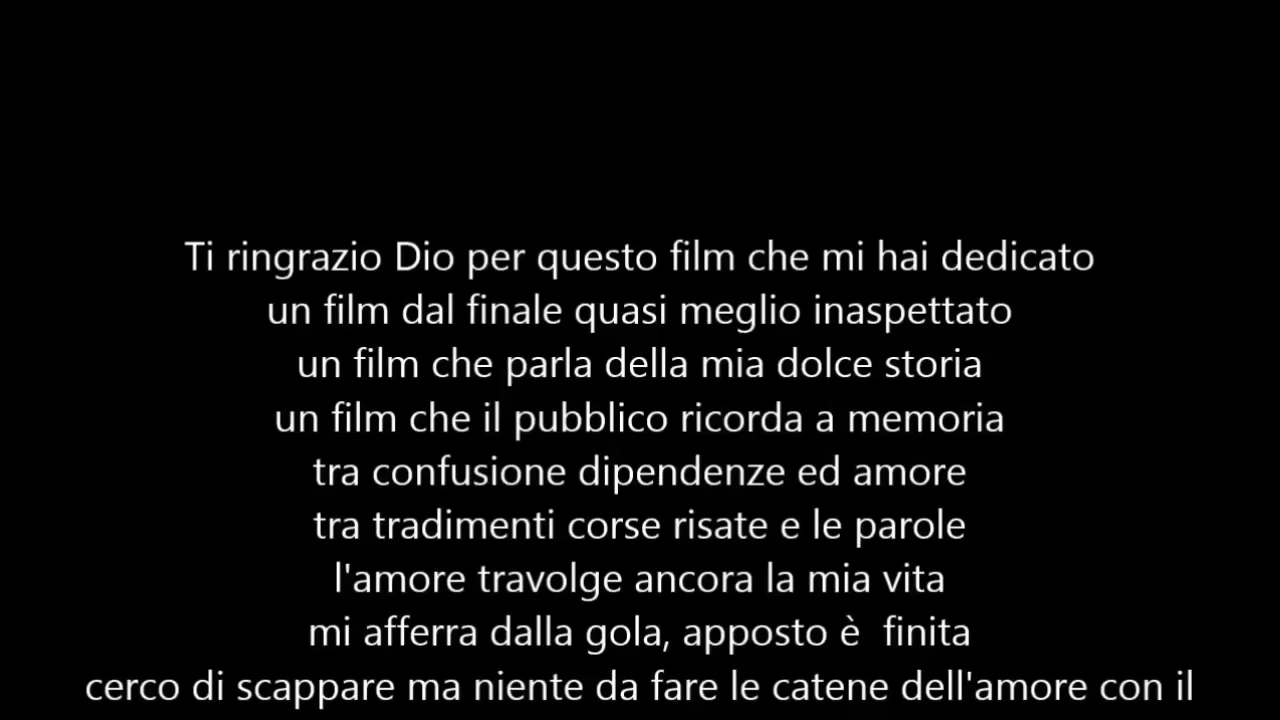 Ti ringrazio Dio per questo film che mi hai dedicato
un film dal finale quasi meglio inaspettato
un film che parla della mia dolce storia
un film che il pubblico ricorda a memoria
tra confusione dipendenze ed amore
tra tradimenti corse risate e le parole
l'amore travolge ancora la mia vita
mi afferra dalla gola, apposto è  finita
cerco di scappare ma niente da fare le catene dell'amore con il